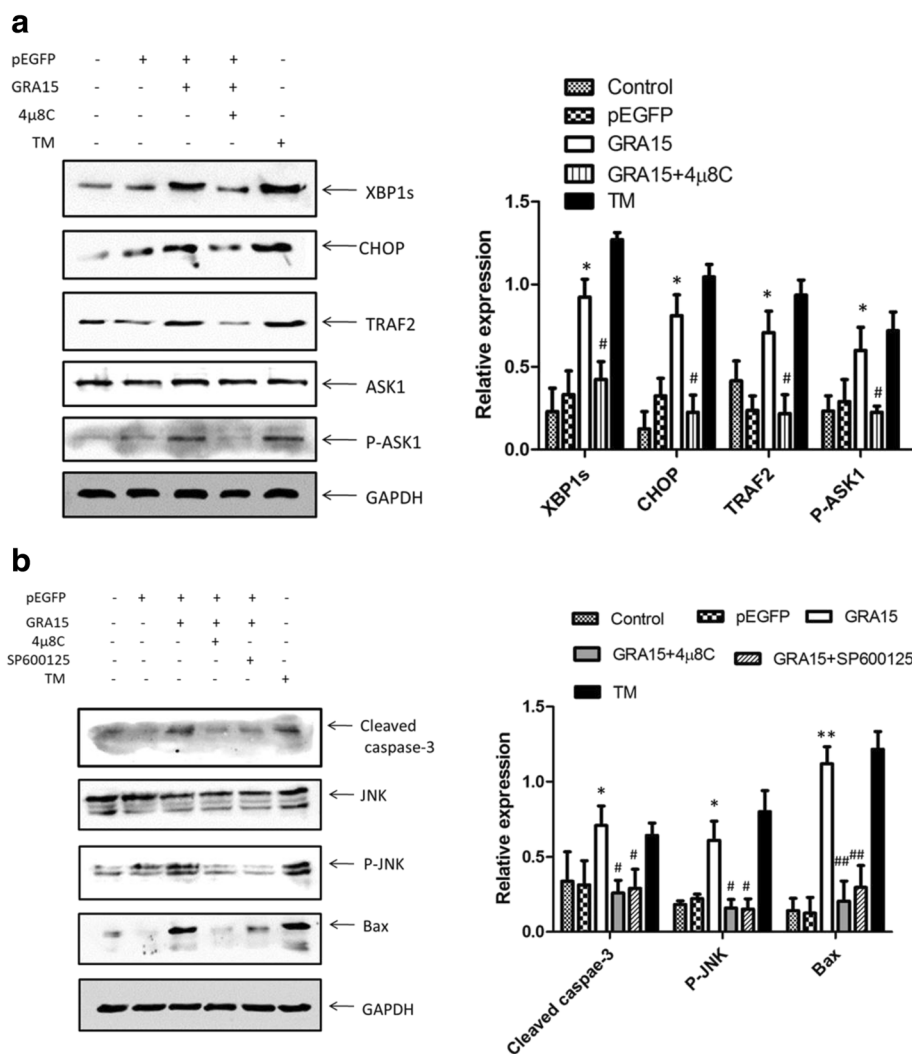 a
pEGFP - + + + -
GRA15 - - + + -
4µ8C - - - + -
TM - - - - +
XBP1s
CHOP
TRAF2
ASK1
P-ASK1
GAPDH
Control
pEGFP
GRA15
GRA15+4µ8C
TM
Relative expression
1.5
1.0
0.5
0.0
* # * # * # * #
XBP1s
CHOP
TRAF2
P-ASK1
b
pEGFP - + + + + -
GRA15 - - + + + -
4µ8C - - - + - -
SP600125 - - - - + -
TM - - - - - +
Cleaved
caspase-3
JNK
P-JNK
Bax
GAPDH
Control pEGFP GRA15
GRA15+4µ8C GRA15+SP600125
TM
Relative expression
1.5
1.0
0.5
0.0
* # # * # # ** ## ##
Cleaved caspae-3
P-JNK
Bax